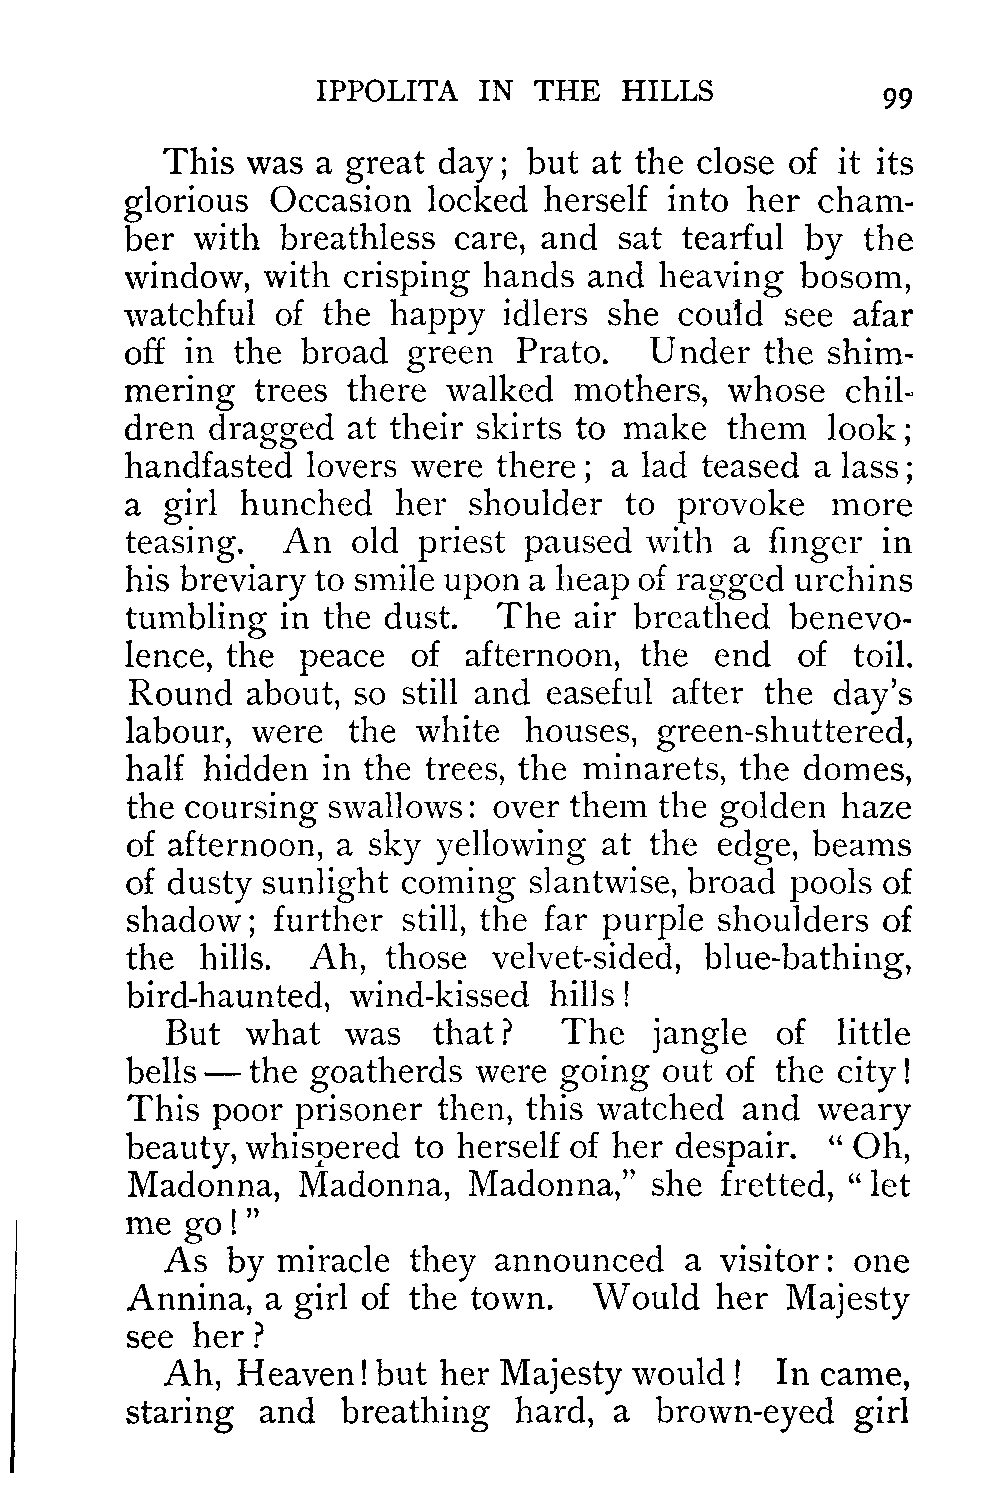 IPPOLITA IN THE HILLS 99
This was a great day; but at the close of it its
glorious Occasion locked herself into her cham-
ber with breathless care, and sat tearful by the
window, with crisping hands and heaving bosom,
watchful of the happy idlers she could see afar
off in the broad green Prato. Under the shim-
mering trees there walked mothers, whose chil-
dren dragged at their skirts to make them look;
handfasted lovers were there; a lad teased a lass;
a girl hunched her shoulder to provoke more
teasing. An old priest paused with a finger in
his breviary to smile upon a heap of ragged urchins
tumbling in the dust. The air breathed benevo-
lence, the peace of afternoon, the end of toil.
Round about, so still and easeful after the day's
labour, were the white houses, green-shuttered,
half hidden in the trees, the minarets, the domes,
the coursing swallows: over them the golden haze
of afternoon, a sky yellowing at the edge, beams
of dusty sunlight coming slantwise, broad pools of
shadow; further still, the far purple shoulders of
the hills. Ah, those velvet-sided, blue-bathing,
bird-haunted, wind-kissed hills!
But what was that? The jangle of little
bells — the goatherds were going out of the city!
This poor prisoner then, this watched and weary
beauty, whispered to herself of her despair. "Oh,
Madonna, Madonna, Madonna," she fretted, "let
me go!"
As by miracle they announced a visitor: one
Annina, a girl of the town. Would her Majesty
see her?
Ah, Heaven! but her Majesty would! In came,
staring and breathing hard, a brown-eyed girl